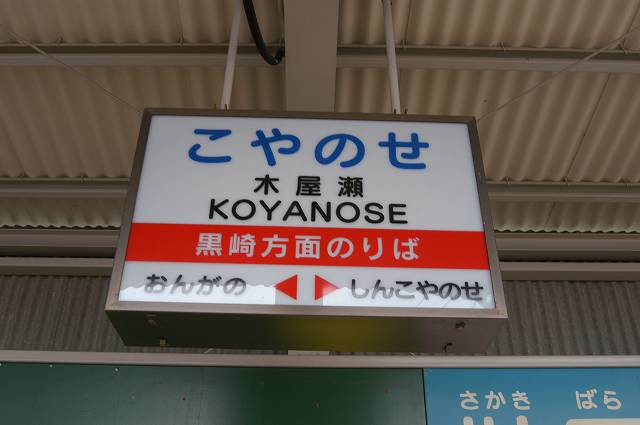 こやのせ
木屋瀬
KOYANOSE
黒崎方面のりば
おんがの ◀ ▶ しんこやのせ
さかき ばら